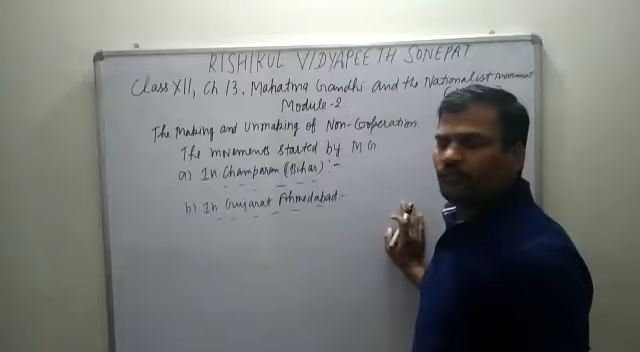 RISHIKUL VIDYAPEETH SONEPAT
Class XII, Ch 13. Mahatma Gandhi and the Nationalist Movement
Module-2
The Making and Unmaking of Non-Cooperation.
The movements started by M G.
a) In Champaran (Bihar) :-
b) In Gujarat Ahmedabad-